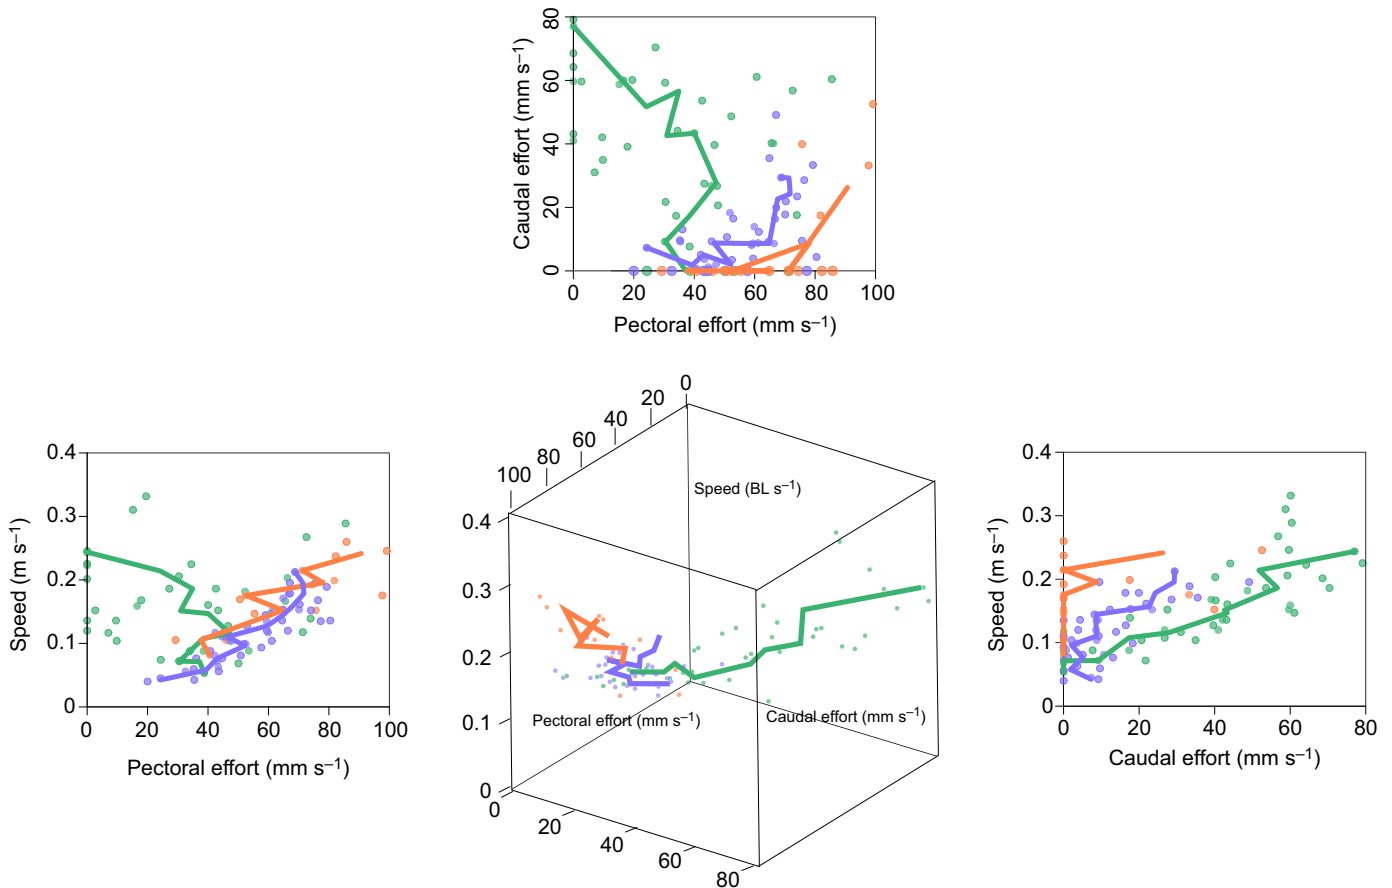 80
60
40
20
0
Caudal effort (mm s–1)
0 20 40 60 80 100
Pectoral effort (mm s–1)
0.4
0.3
0.2
0.1
0
Speed (m s–1)
0 20 40 60 80 100
Pectoral effort (mm s–1)
0
20
40
60
80
100
Speed (BL s–1)
0.4
0.3
0.2
0.1
0
Pectoral effort (mm s–1)
Caudal effort (mm s–1)
0
20
40
60
80
0.4
0.3
0.2
0.1
0
Speed (m s–1)
0 20 40 60 80
Caudal effort (mm s–1)